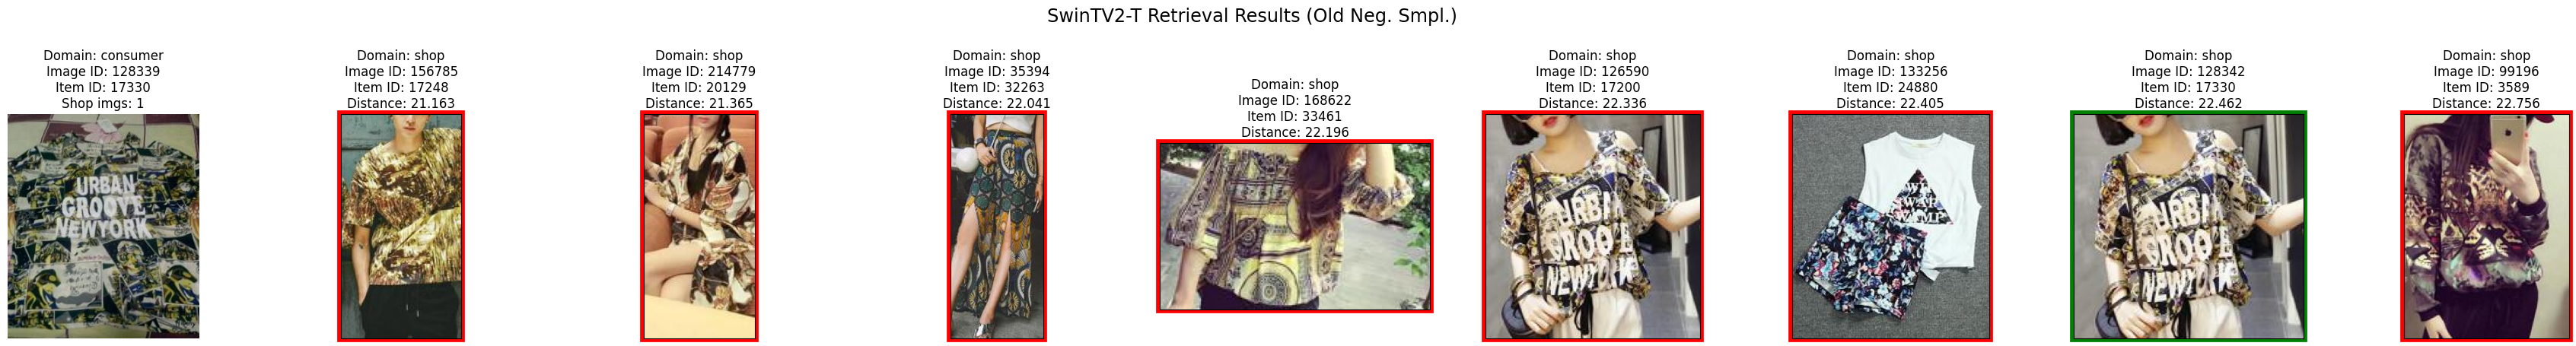 SwinTV2-T Retrieval Results (Old Neg. Smpl.)
Domain: consumer
Image ID: 128339
Item ID: 17330
Shop imgs: 1
URBAN
GROOVE
NEWYORK
Domain: shop
Image ID: 156785
Item ID: 17248
Distance: 21.163
Domain: shop
Image ID: 214779
Item ID: 20129
Distance: 21.365
Domain: shop
Image ID: 35394
Item ID: 32263
Distance: 22.041
Domain: shop
Image ID: 168622
Item ID: 33461
Distance: 22.196
Domain: shop
Image ID: 126590
Item ID: 17200
Distance: 22.336
URBA
GROOVE
NEWYORK
Domain: shop
Image ID: 133256
Item ID: 24880
Distance: 22.405
Domain: shop
Image ID: 128342
Item ID: 17330
Distance: 22.462
URBA
GROOVE
NEWYORK
Domain: shop
Image ID: 99196
Item ID: 3589
Distance: 22.756